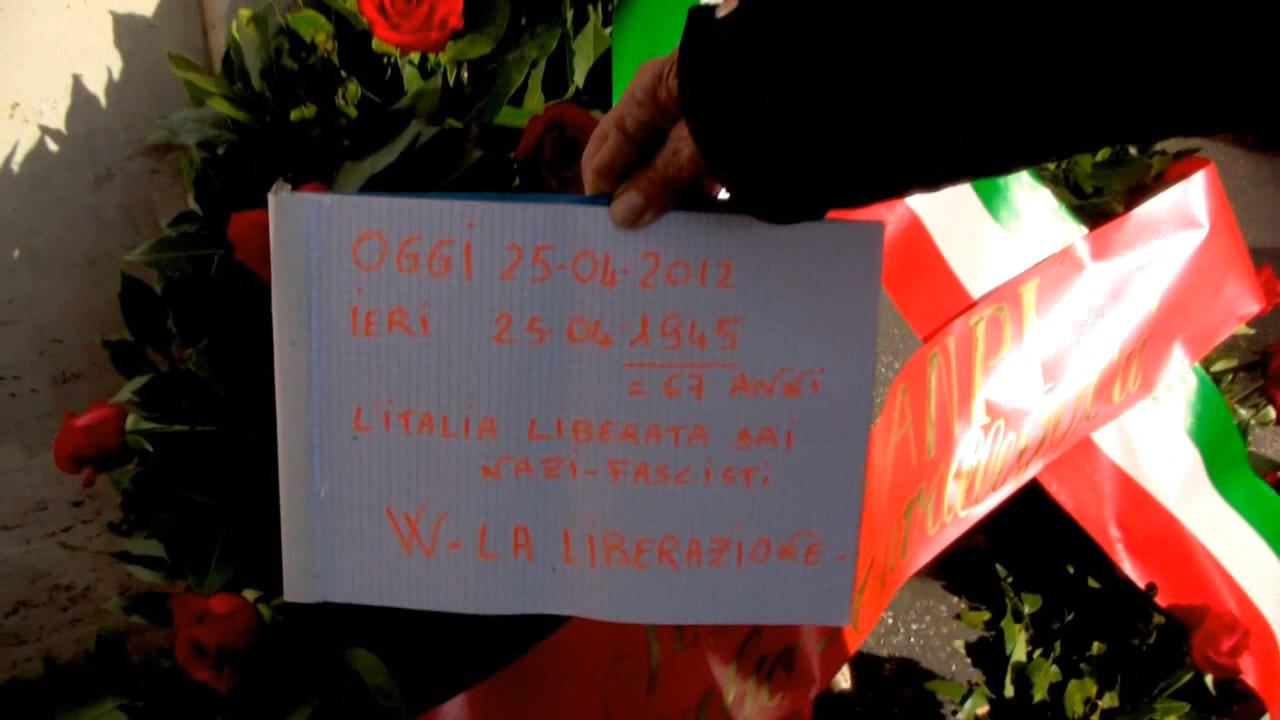 OGGI 25-04-2012
IERI 25-04 1945
= 67 ANNI
L'ITALIA LIBERATA DAI
NAZI-FASCISTI
W-LA LIBERAZIONE-
ANPI